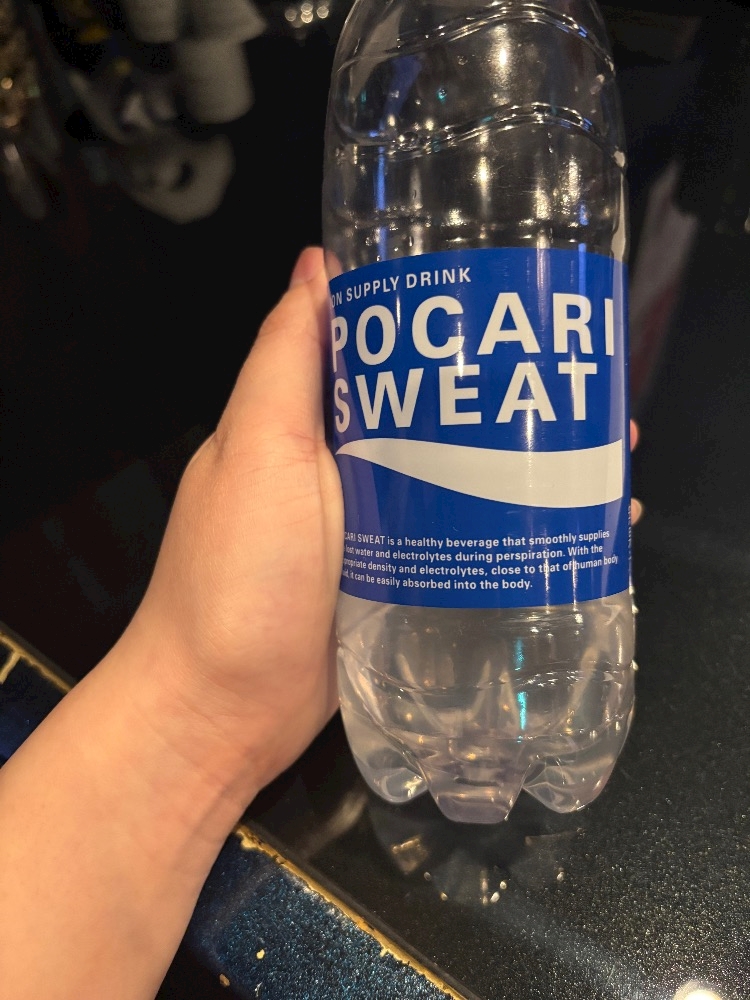 ON SUPPLY DRINK
POCARI
SWEAT
CARI SWEAT is a healthy beverage that smoothly supplies
lost water and electrolytes during perspiration. With the
propriate density and electrolytes, close to that of human body
it can be easily absorbed into the body.